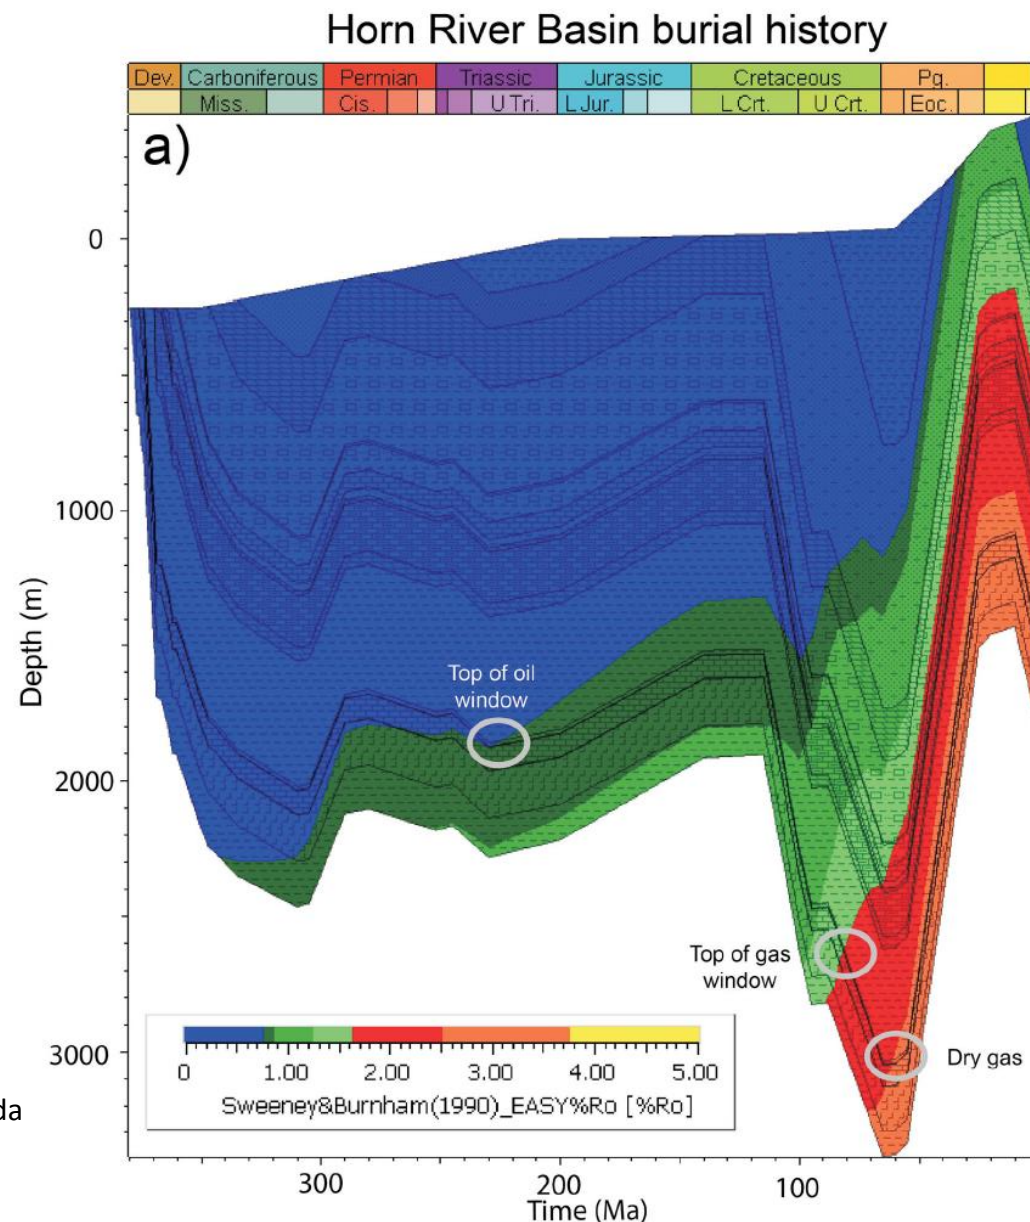 Horn River Basin burial history
Dev. Carboniferous Permian Triassic Jurassic Cretaceous Pg.
Miss. Cis. U Tri. L Jur. L Crt. U Crt. Eoc.
a)
0
1000
Depth (m)
Top of oil
window
2000
Top of gas
window
3000
Dry gas
0 1.00 2.00 3.00 4.00 5.00
Sweeney&Burnham(1990)_EASY%Ro [%Ro]
da
300 200 100
Time (Ma)